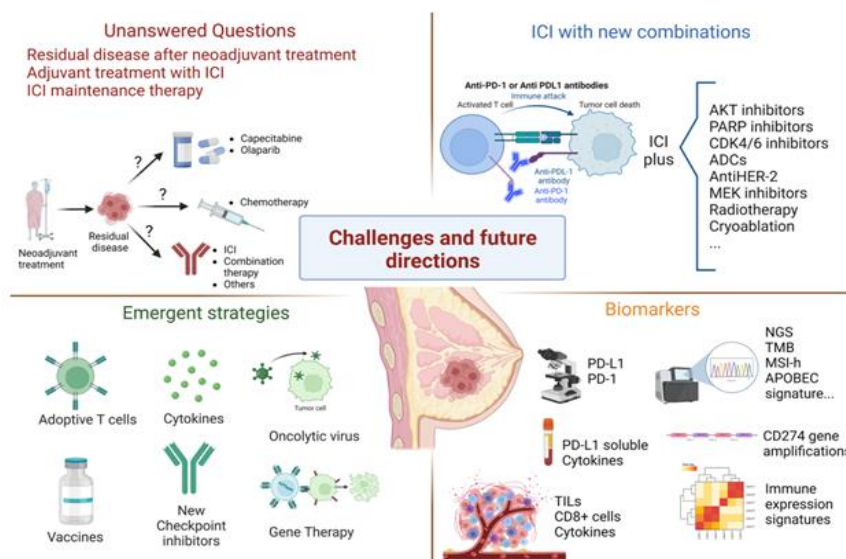 Unanswered Questions
Residual disease after neoadjuvant treatment
Adjuvant treatment with ICI
ICI maintenance therapy
?
• Capecitabine
• Olaparib
?
• Chemotherapy
?
• ICI
• Combination
therapy
• Others
Neoadjuvant
treatment
Residual
disease
ICI with new combinations
Anti-PD-1 or Anti PDL1 antibodies
Immune attack
Activated T cell
Tumor cell death
Anti-PDL-1
antibody
Anti-PD-1
antibody
ICI
plus
AKT inhibitors
PARP inhibitors
CDK4/6 inhibitors
ADCs
AntiHER-2
MEK inhibitors
Radiotherapy
Cryoablation
...
Challenges and future
directions
Emergent strategies
Adoptive T cells
Cytokines
Tumor cell
Oncolytic virus
Vaccines
New
Checkpoint
inhibitors
Gene Therapy
Biomarkers
PD-L1
PD-1
NGS
TMB
MSI-h
APOBEC
signature...
PD-L1 soluble
Cytokines
CD274 gene
amplifications
TILs
CD8+ cells
Cytokines
Immune
expression
signatures